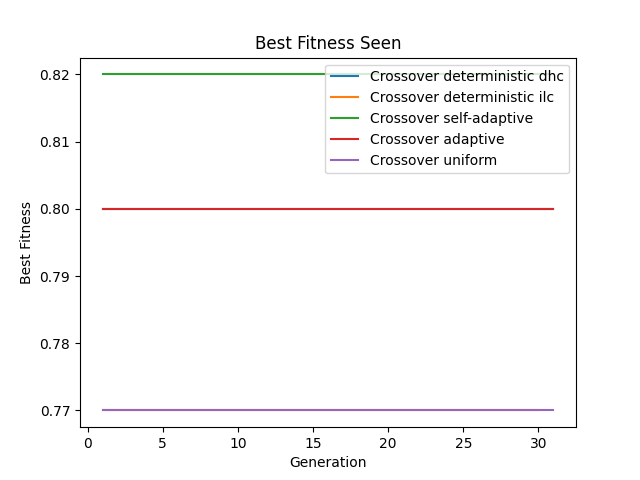 Best Fitness Seen
0.82
0.81
0.80
0.79
0.78
0.77
Best Fitness
Crossover deterministic dhc
Crossover deterministic ilc
Crossover self-adaptive
Crossover adaptive
Crossover uniform
0 5 10 15 20 25 30
Generation